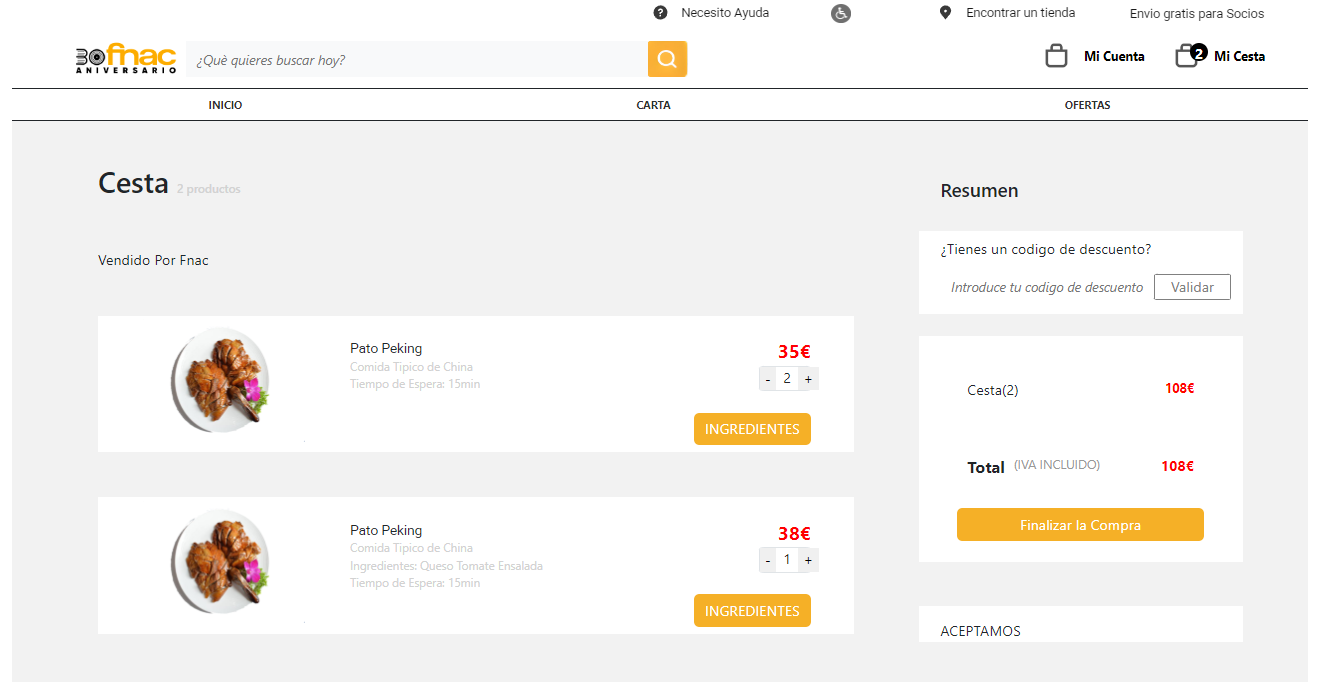 Necesito Ayuda
Encontrar un tienda
Envio gratis para Socios
30 fnac
ANIVERSARIO
¿Què quieres buscar hoy?
Mi Cuenta
2
Mi Cesta
INICIO
CARTA
OFERTAS
Cesta 2 productos
Vendido Por Fnac
Pato Peking
Comida Tipico de China
Tiempo de Espera: 15min
35€
- 2 +
INGREDIENTES
Pato Peking
Comida Tipico de China
Ingredientes: Queso Tomate Ensalada
Tiempo de Espera: 15min
38€
- 1 +
INGREDIENTES
Resumen
¿Tienes un codigo de descuento?
Introduce tu codigo de descuento
Validar
Cesta(2) 108€
Total (IVA INCLUIDO) 108€
Finalizar la Compra
ACEPTAMOS